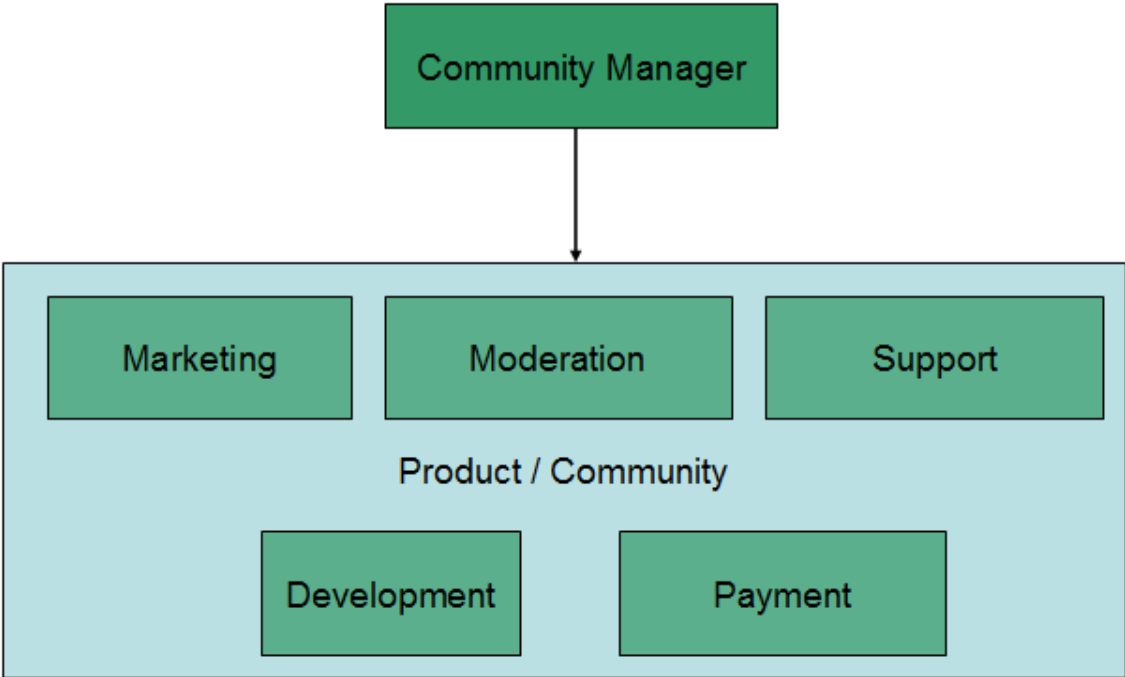 Community Manager
Marketing
Moderation
Support
Product / Community
Development
Payment